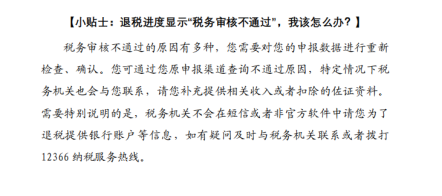 【小贴士：退税进度显示“税务审核不通过”，我该怎么办？】
税务审核不通过的原因有多种，您需要对您的申报数据进行重新
检查、确认。您可通过您原申报渠道查询不通过原因，特定情况下税
务机关也会与您联系，请您补充提供相关收入或者扣除的佐证资料。
需要特别说明的是，税务机关不会在短信或者非官方软件中请您为了
退税提供银行账户等信息，如有疑问及时与税务机关联系或者拨打
12366 纳税服务热线。